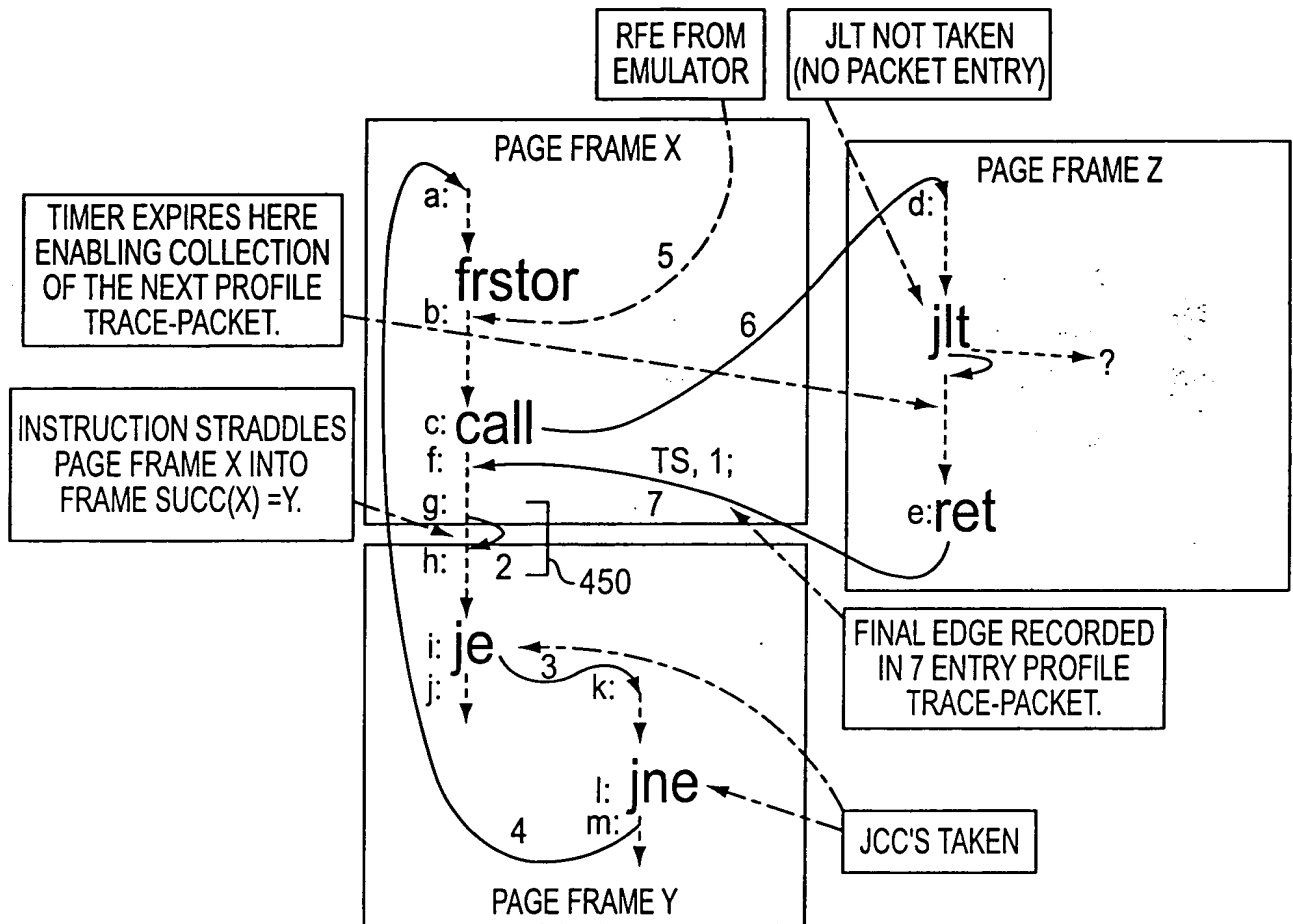 RFE FROM
EMULATOR
JLT NOT TAKEN
(NO PACKET ENTRY)
PAGE FRAME X
PAGE FRAME Z
TIMER EXPIRES HERE
ENABLING COLLECTION
OF THE NEXT PROFILE
TRACE-PACKET.
a:
d:
5
frstor
b:
6
jlt
?
INSTRUCTION STRADDLES
PAGE FRAME X INTO
FRAME SUCC(X) =Y.
c: call
f:
TS, 1;
7
g:
e: ret
h:
2
450
i: je
3
j:
k:
FINAL EDGE RECORDED
IN 7 ENTRY PROFILE
TRACE-PACKET.
l: jne
m:
4
JCC'S TAKEN
PAGE FRAME Y